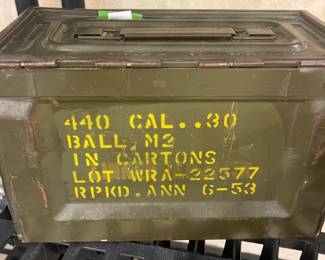 440 CAL..30
BALL, M2
IN CARTONS
LOT WRA-22577
RPKD. ANN 6-53